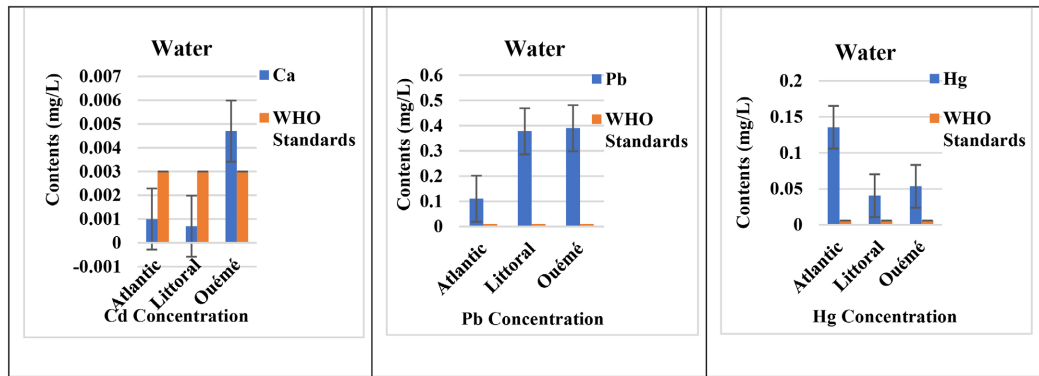 Water
Contents (mg/L)
0.007
0.006
0.005
0.004
0.003
0.002
0.001
0
-0.001
Ca
WHO
Standards
Atlantic
Littoral
Ouémé
Cd Concentration
Water
Contents (mg/L)
0.6
0.5
0.4
0.3
0.2
0.1
0
Pb
WHO
Standards
Atlantic
Littoral
Ouémé
Pb Concentration
Water
Contents (mg/L)
0.2
0.15
0.1
0.05
0
Hg
WHO
Standards
Atlantic
Littoral
Ouémé
Hg Concentration